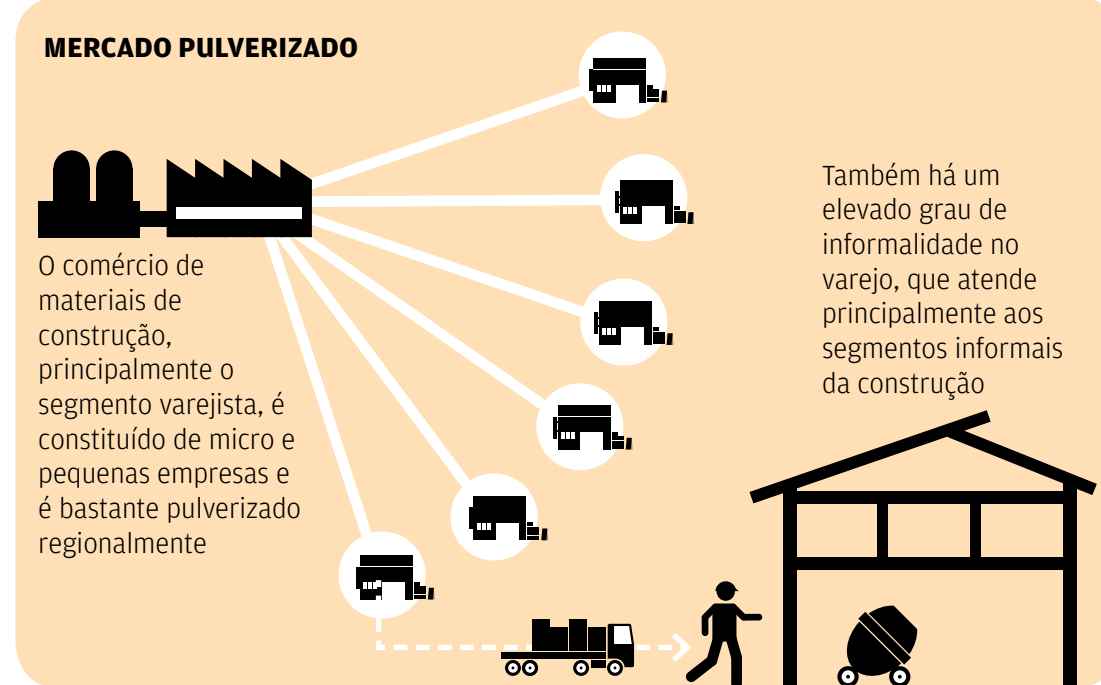 MERCADO PULVERIZADO
O comércio de
materiais de
construção,
principalmente o
segmento varejista, é
constituído de micro e
pequenas empresas e
é bastante pulverizado
regionalmente
Também há um
elevado grau de
informalidade no
varejo, que atende
principalmente aos
segmentos informais
da construção